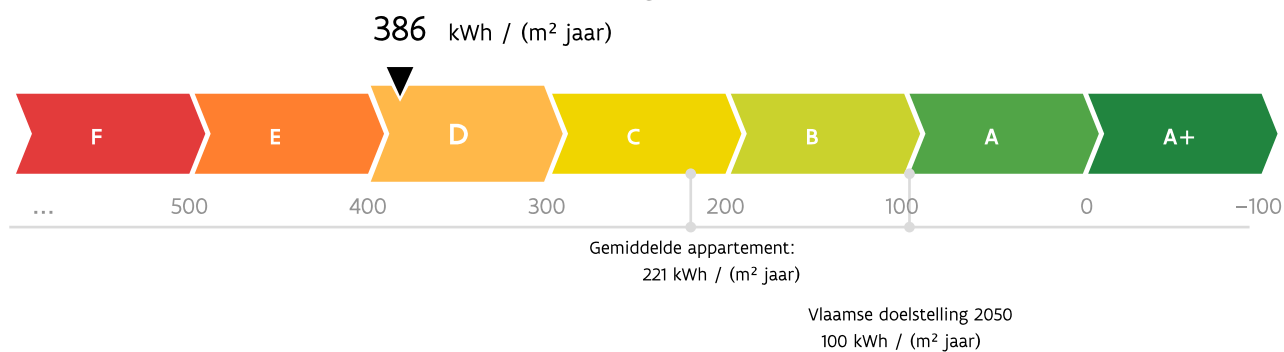 386 kWh / (m² jaar)
F E D C B A A+
... 500 400 300 200 100 0 –100
Gemiddelde appartement:
221 kWh / (m² jaar)
Vlaamse doelstelling 2050
100 kWh / (m² jaar)